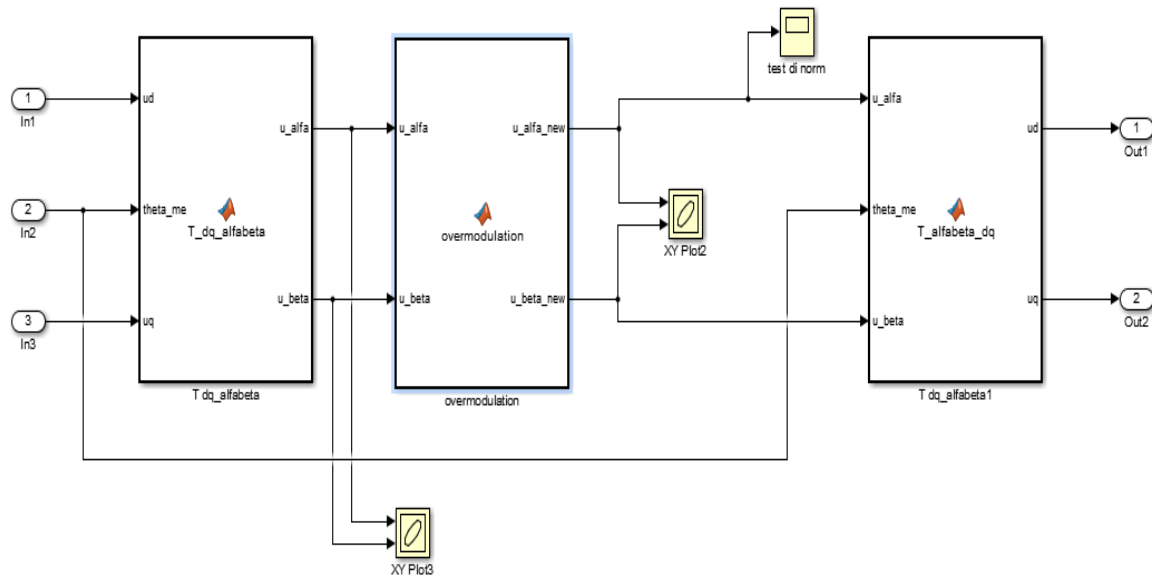 test di norm
1
In1
2
In2
3
In3
ud
theta_me
uq
u_alfa
u_beta
T_dq_alfabeta
T dq_alfabeta
u_alfa
u_beta
overmodulation
u_alfa_new
u_beta_new
overmodulation
XY Plot2
XY Plot3
u_alfa
theta_me
u_beta
T_alfabeta_dq
ud
uq
T dq_alfabeta1
1
Out1
2
Out2